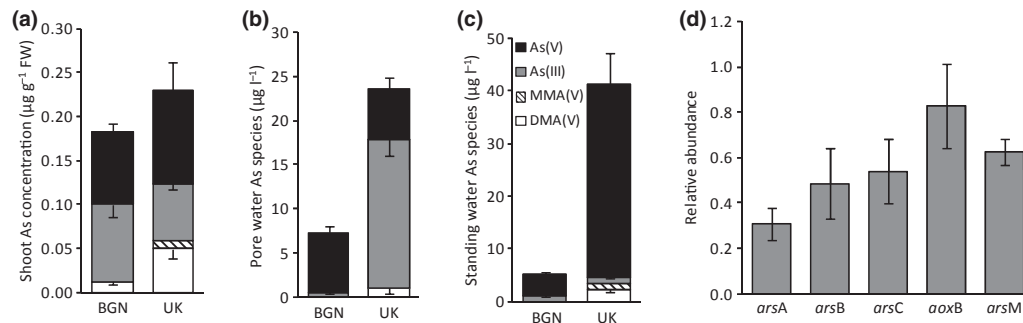 (a)
Shoot As concentration (µg g⁻¹ FW)
0.30
0.25
0.20
0.15
0.10
0.05
0.00
BGN UK
(b)
Pore water As species (µg l⁻¹)
30
25
20
15
10
5
0
BGN UK
(c)
Standing water As species (µg l⁻¹)
50
40
30
20
10
0
As(V)
As(III)
MMA(V)
DMA(V)
BGN UK
(d)
Relative abundance
1.2
1.0
0.8
0.6
0.4
0.2
0.0
arsA arsB arsC aoxB arsM